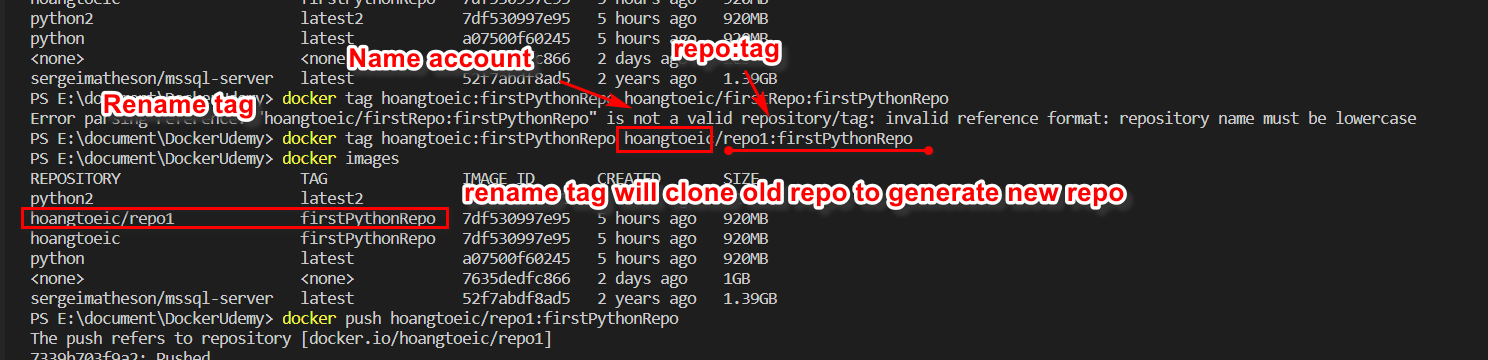 hoangtoeic firstPythonRepo 7df530997e95 5 hours ago 920MB
python2 latest2 7df530997e95 5 hours ago 920MB
python latest a07500f60245 5 hours ago 920MB
Name account
repo:tag
<none> <none> c866 2 days ago
sergeimatheson/mssql-server latest 52f7abdf8ad5 2 years ago 1.39GB
Rename tag
PS E:\document\DockerUdemy> docker tag hoangtoeic:firstPythonRepo hoangtoeic/firstRepo:firstPythonRepo
Error parsing reference: "hoangtoeic/firstRepo:firstPythonRepo" is not a valid repository/tag: invalid reference format: repository name must be lowercase
PS E:\document\DockerUdemy> docker tag hoangtoeic:firstPythonRepo hoangtoeic/repo1:firstPythonRepo
PS E:\document\DockerUdemy> docker images
REPOSITORY TAG IMAGE ID CREATED SIZE
rename tag will clone old repo to generate new repo
python2 latest2
hoangtoeic/repo1 firstPythonRepo 7df530997e95 5 hours ago 920MB
hoangtoeic firstPythonRepo 7df530997e95 5 hours ago 920MB
python latest a07500f60245 5 hours ago 920MB
<none> <none> 7635dedfc866 2 days ago 1GB
sergeimatheson/mssql-server latest 52f7abdf8ad5 2 years ago 1.39GB
PS E:\document\DockerUdemy> docker push hoangtoeic/repo1:firstPythonRepo
The push refers to repository [docker.io/hoangtoeic/repo1]
7339b703f9a2: Pushed